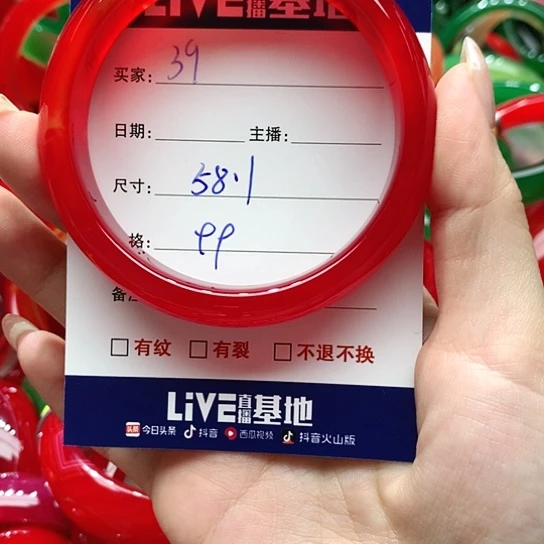 LiVE直播基地
买家: 39
日期: 主播:
尺寸: 58.1
格: 99
备注
□有纹 □有裂 □不退不换
LiVE直播基地
头条 今日头条 抖音 西瓜视频 抖音火山版